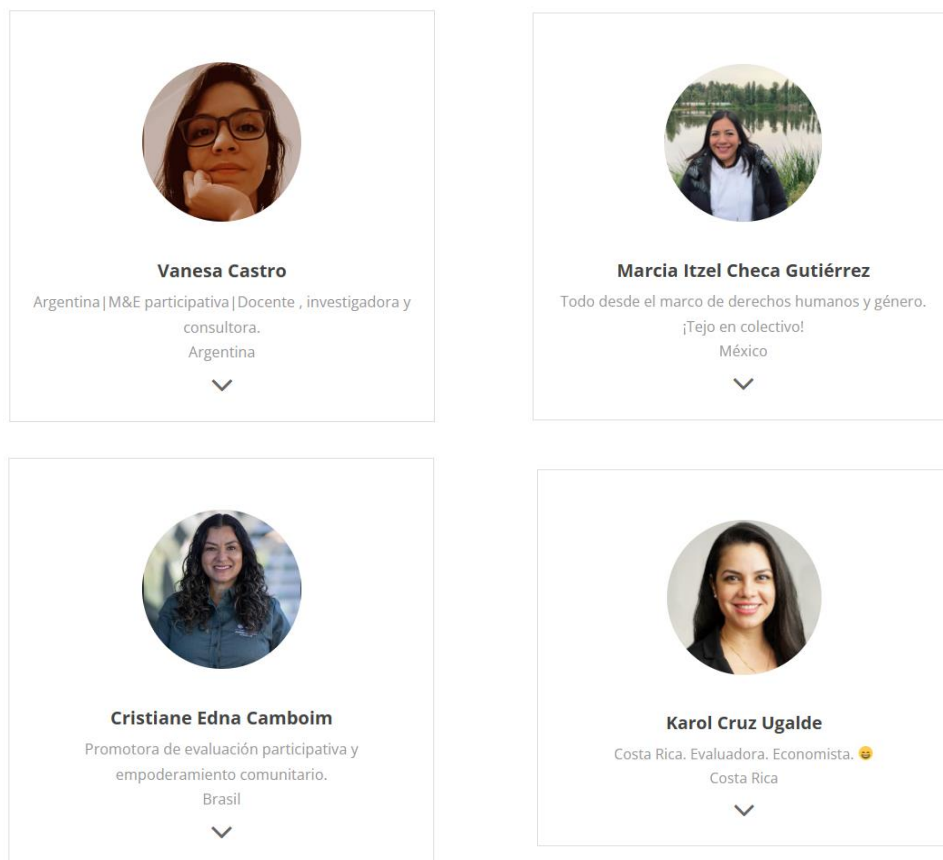 Vanesa Castro
Argentina|M&E participativa|Docente , investigadora y
consultora.
Argentina
Marcia Itzel Checa Gutiérrez
Todo desde el marco de derechos humanos y género.
¡Tejo en colectivo!
México
Cristiane Edna Camboim
Promotora de evaluación participativa y
empoderamiento comunitario.
Brasil
Karol Cruz Ugalde
Costa Rica. Evaluadora. Economista. 😄
Costa Rica